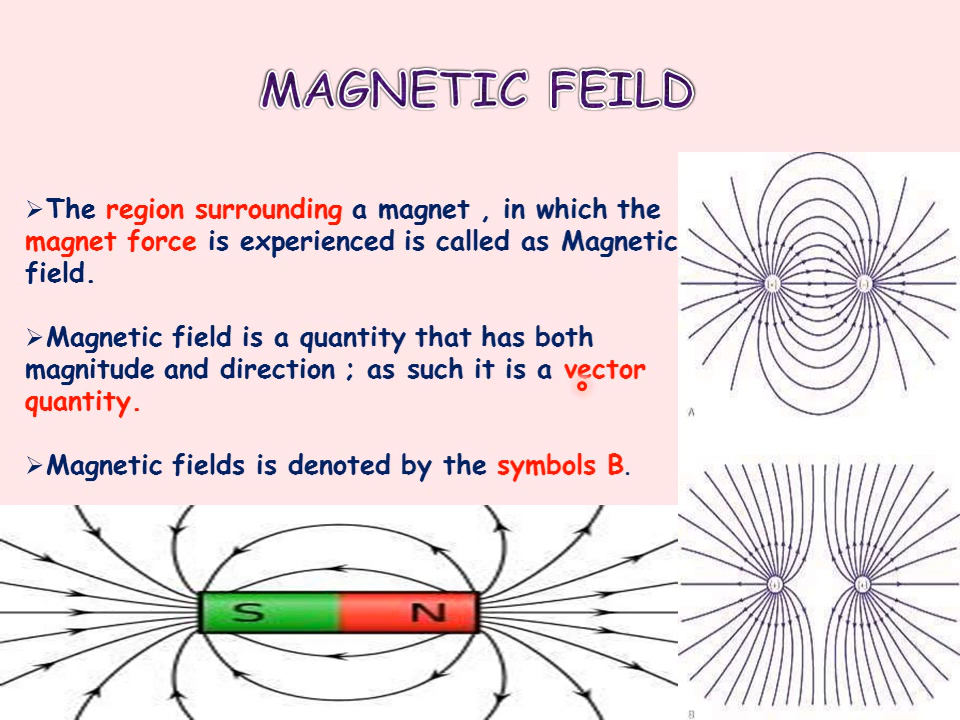 MAGNETIC FEILD
➢The region surrounding a magnet , in which the
magnet force is experienced is called as Magnetic
field.
➢Magnetic field is a quantity that has both
magnitude and direction ; as such it is a vector
quantity.
➢Magnetic fields is denoted by the symbols B.
S N
(+) (-)
A
(+) (+)
B